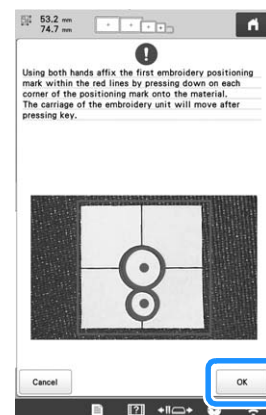 53.2 mm
74.7 mm
Using both hands affix the first embroidery positioning
mark within the red lines by pressing down on each
corner of the positioning mark onto the material.
The carriage of the embroidery unit will move after
pressing key.
Cancel
OK